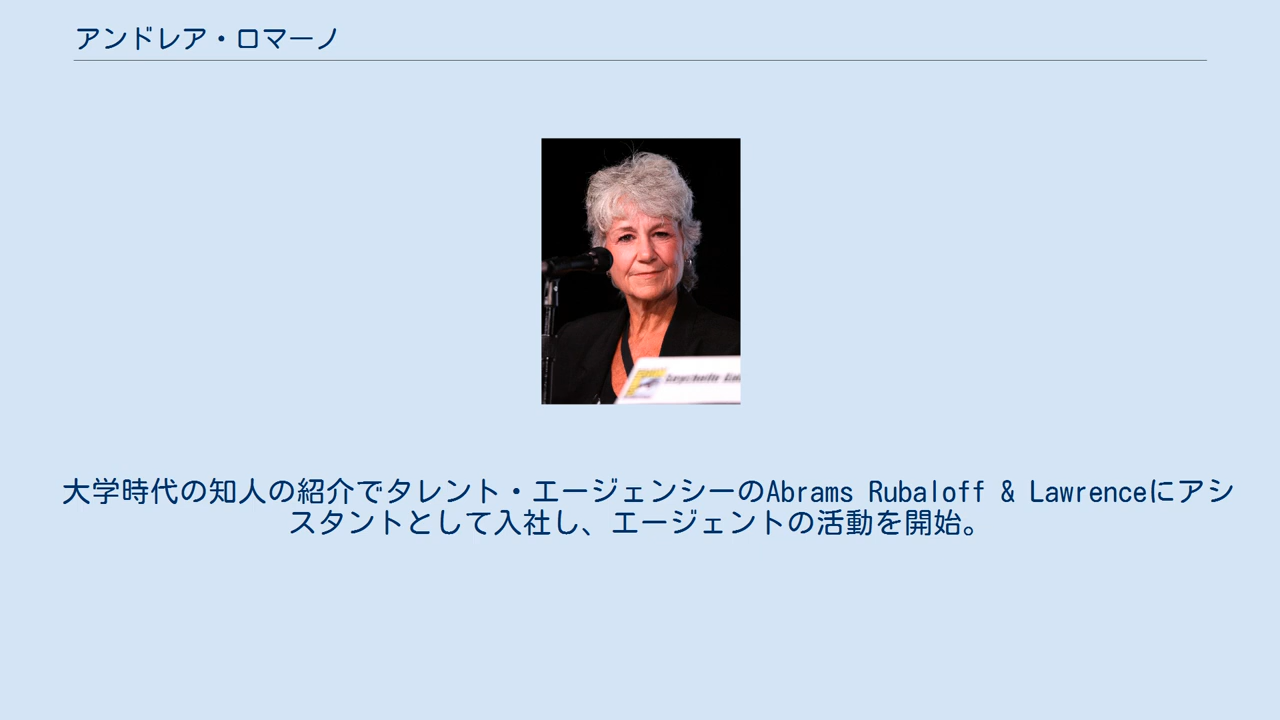 アンドレア・ロマーノ
大学時代の知人の紹介でタレント・エージェンシーのAbrams Rubaloff & Lawrenceにアシ
スタントとして入社し、エージェントの活動を開始。